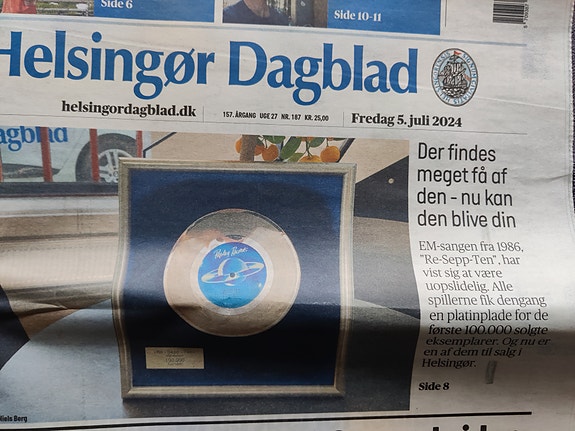 Side 6
Side 10-11
Helsingør Dagblad
helsingordagblad.dk
157. ÅRGANG UGE 27 NR. 187 KR. 25,00
Fredag 5. juli 2024
agblad
Der findes
meget få af
den - nu kan
den blive din
EM-sangen fra 1986,
"Re-Sepp-Ten", har
vist sig at være
uopslidelig. Alle
spillerne fik dengang
en platinplade for de
første 100.000 solgte
eksemplarer. Og nu er
en af dem til salg i
Helsingør.
Side 8
Niels Borg